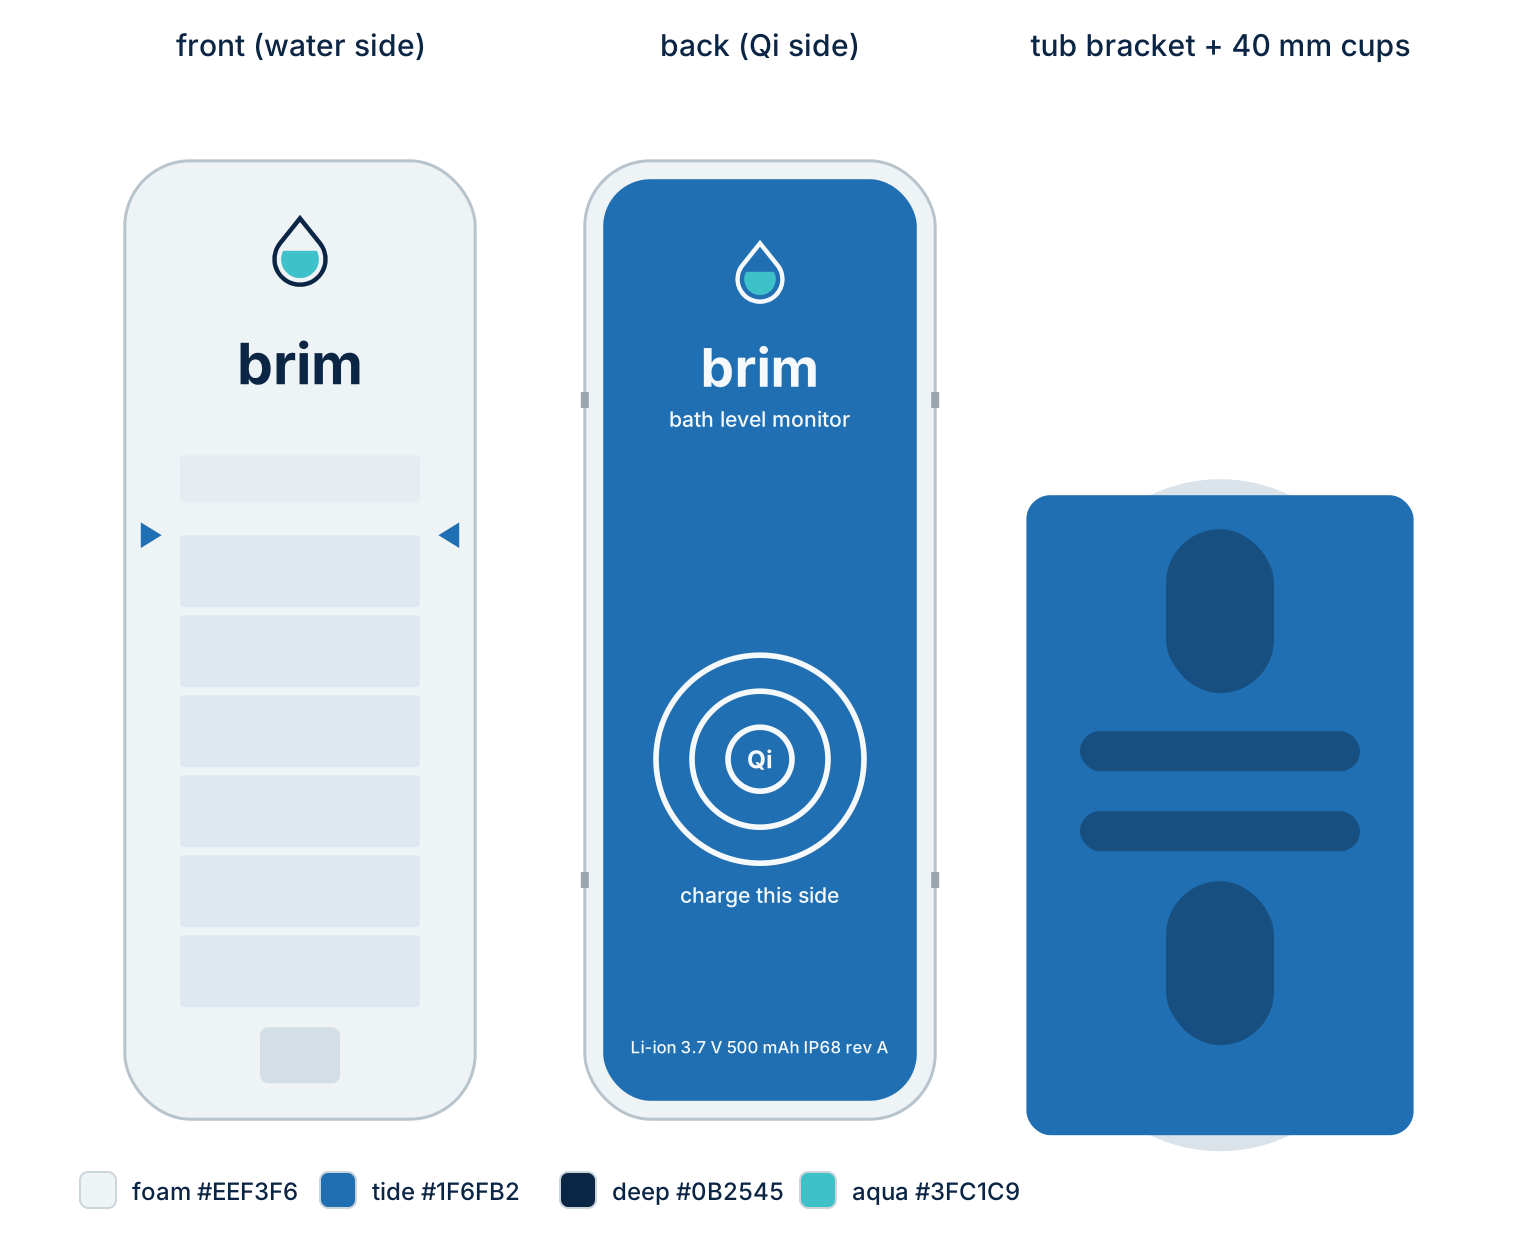 front (water side)
back (Qi side)
tub bracket + 40 mm cups
brim
brim
bath level monitor
Qi
charge this side
Li-ion 3.7 V 500 mAh IP68 rev A
foam #EEF3F6
tide #1F6FB2
deep #0B2545
aqua #3FC1C9